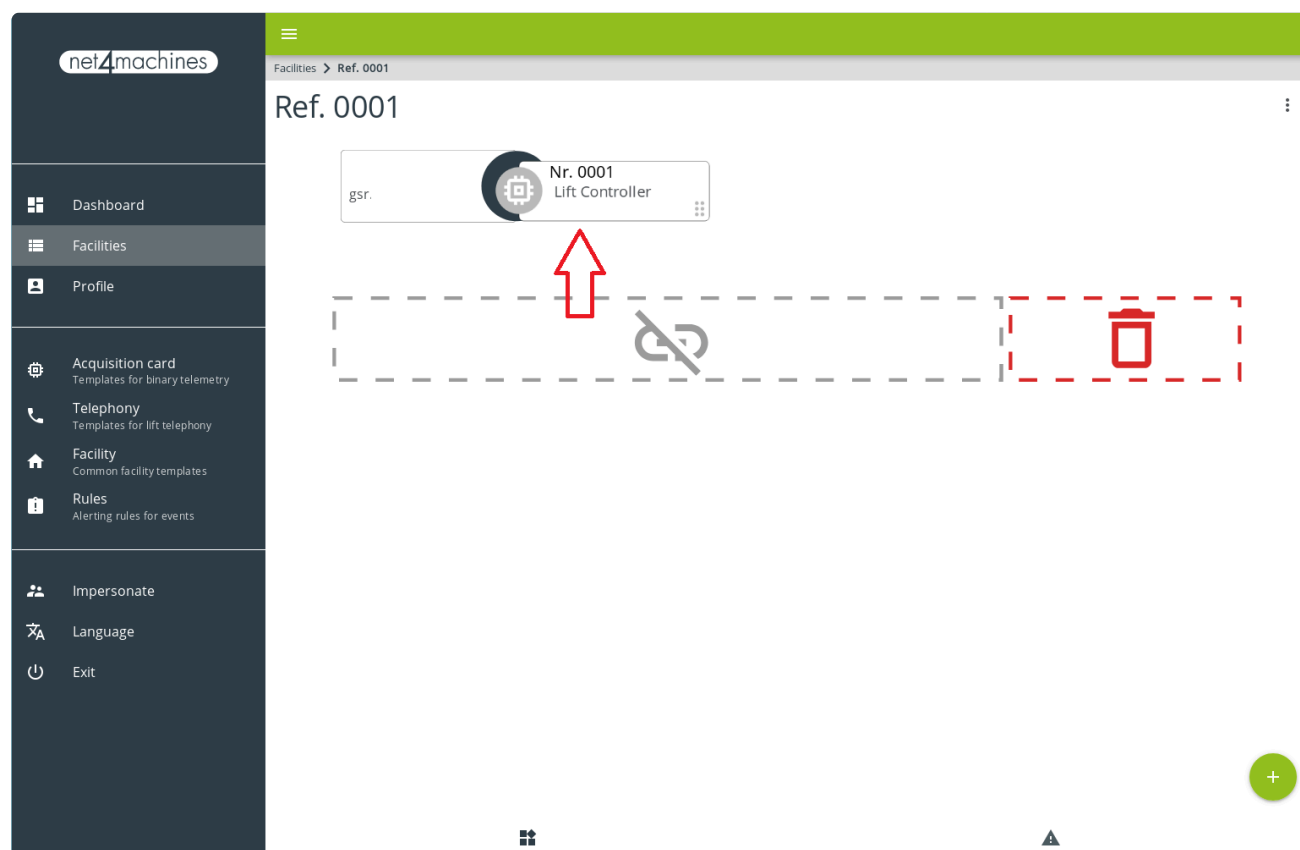 net4machines
Dashboard
Facilities
Profile
Acquisition card
Templates for binary telemetry
Telephony
Templates for lift telephony
Facility
Common facility templates
Rules
Alerting rules for events
Impersonate
Language
Exit
Facilities > Ref. 0001
Ref. 0001
gsr.
Nr. 0001
Lift Controller